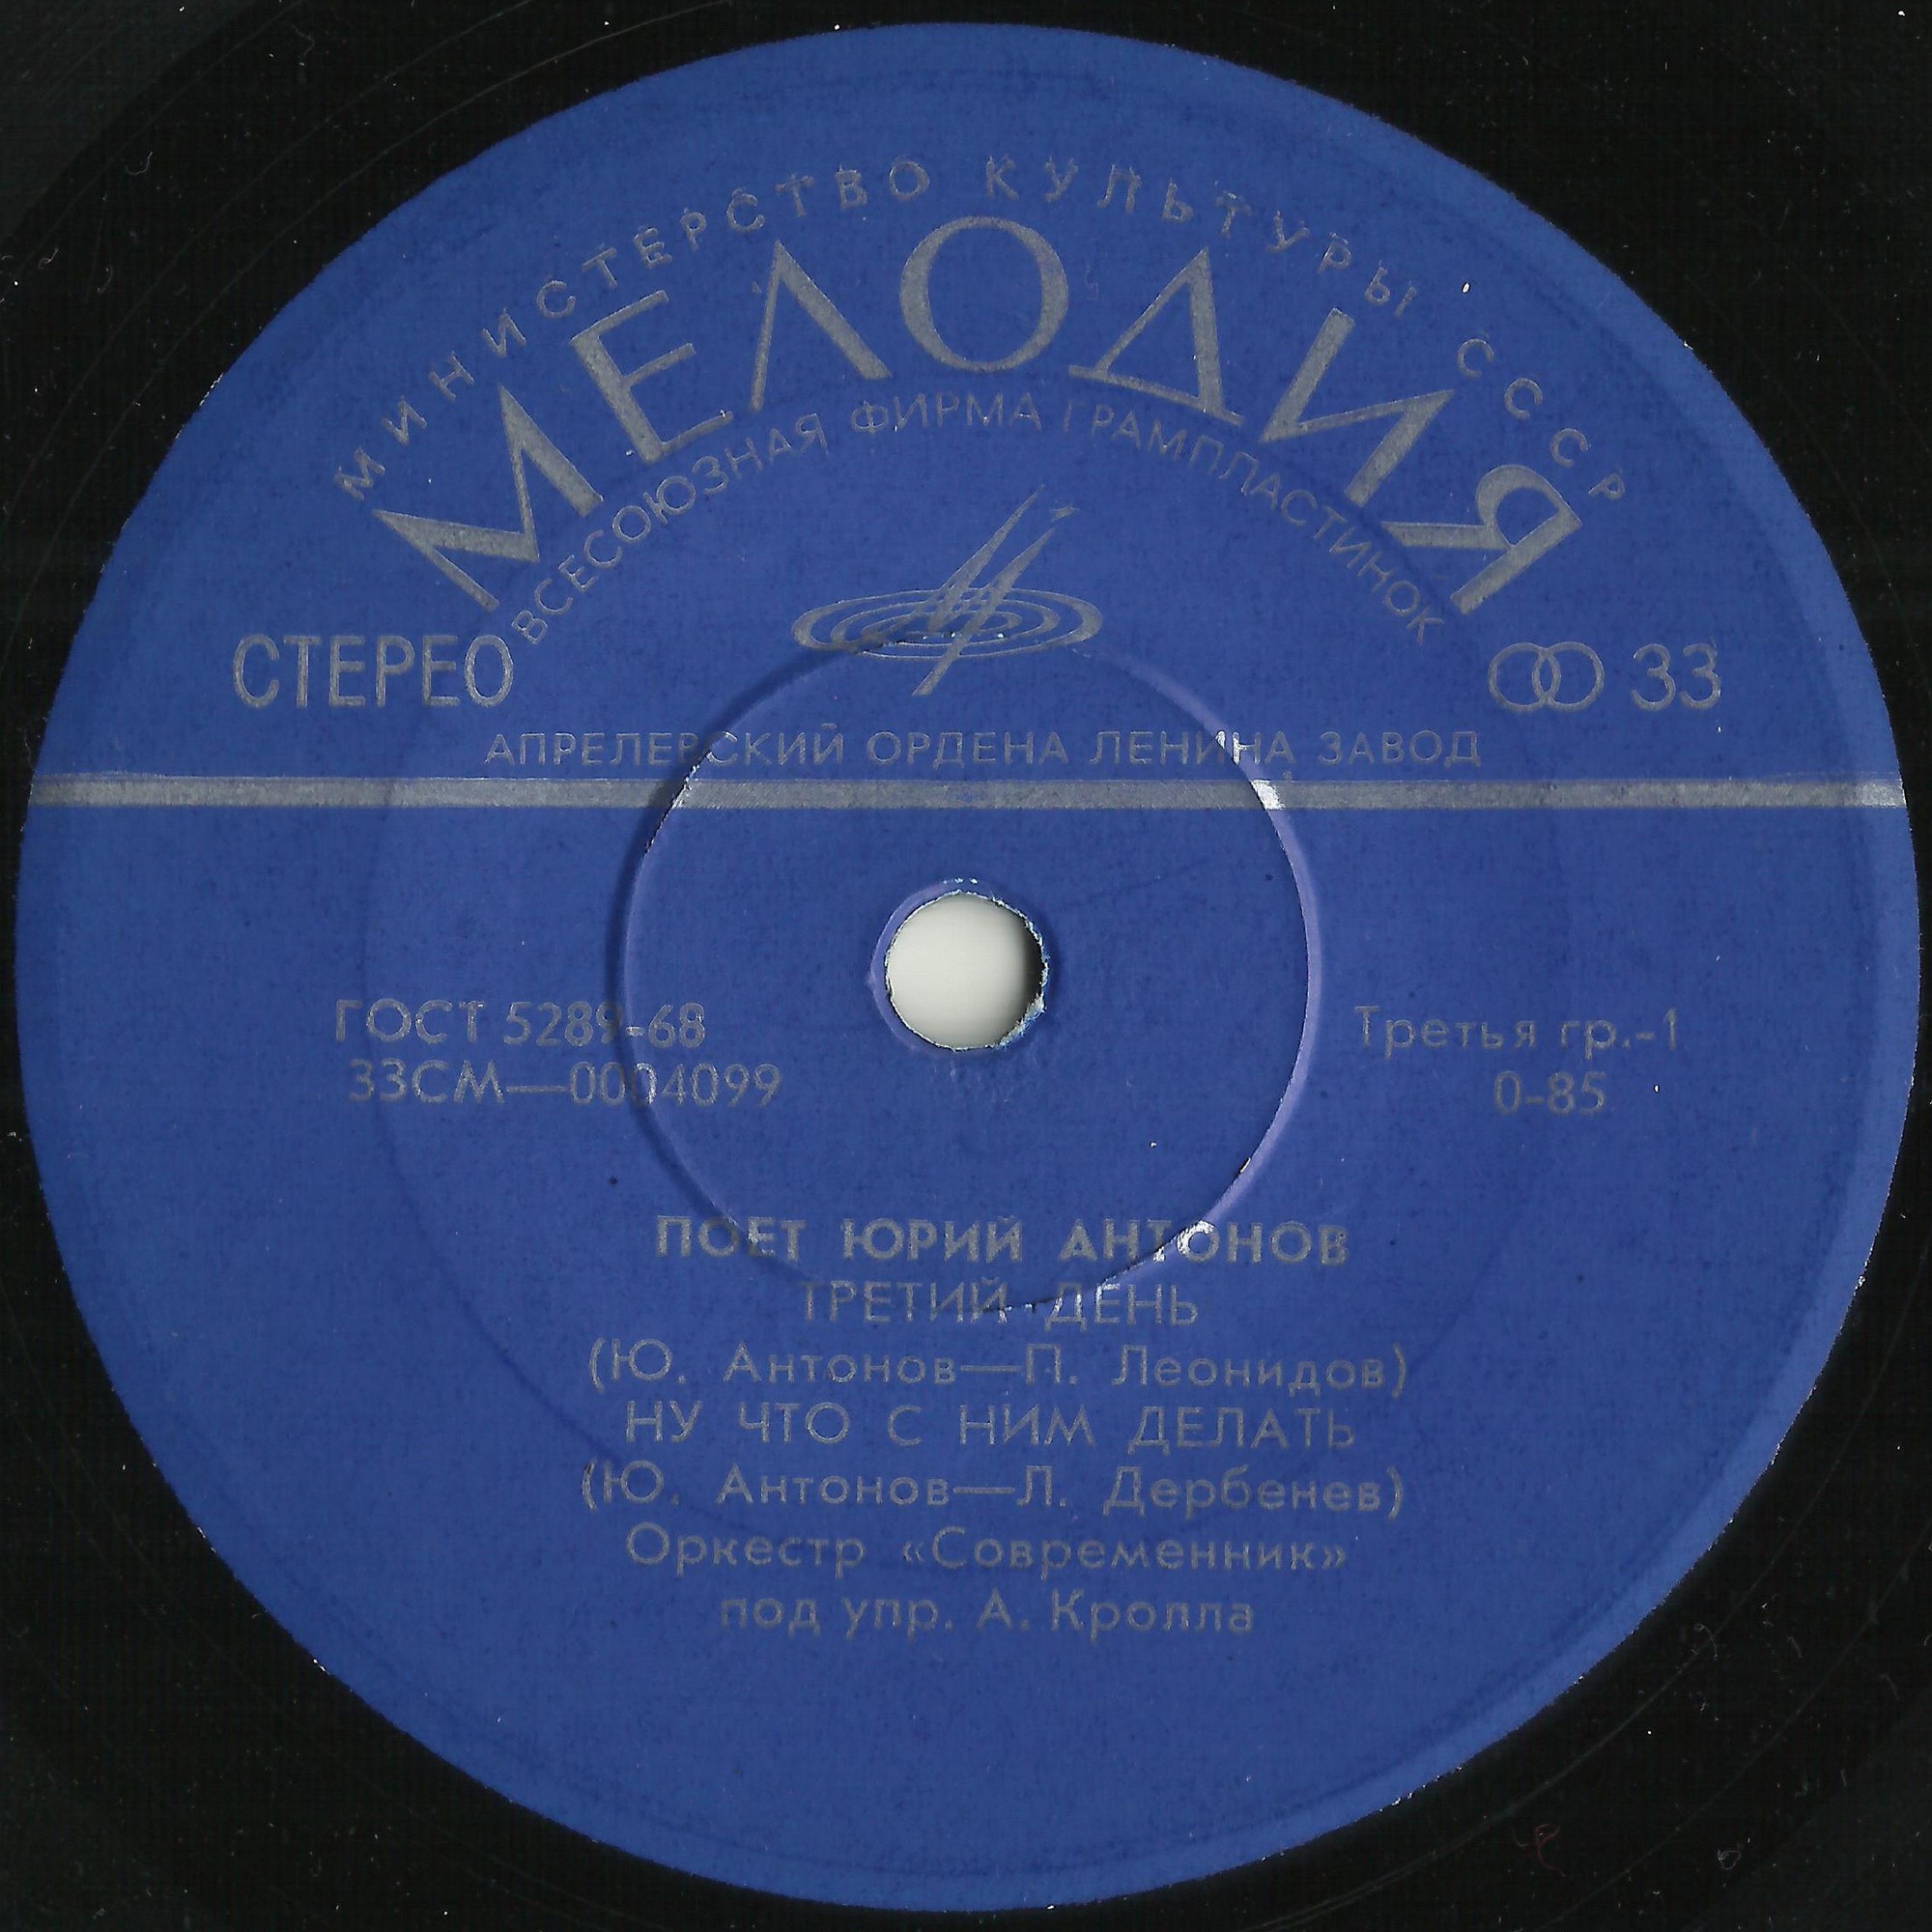 МИНИСТЕРСТВО КУЛЬТУРЫ СССР
МЕЛОДИЯ
ВСЕСОЮЗНАЯ ФИРМА ГРАМПЛАСТИНОК
СТЕРЕО
33
АПРЕЛЕВСКИЙ ОРДЕНА ЛЕНИНА ЗАВОД
ГОСТ 5289-68
33СМ—0004099
Третья гр.-1
0-85
ПОЕТ ЮРИЙ АНТОНОВ
ТРЕТИЙ ДЕНЬ
(Ю. Антонов—П. Леонидов)
НУ ЧТО С НИМ ДЕЛАТЬ
(Ю. Антонов—Л. Дербенев)
Оркестр «Современник»
под упр. А. Кролла